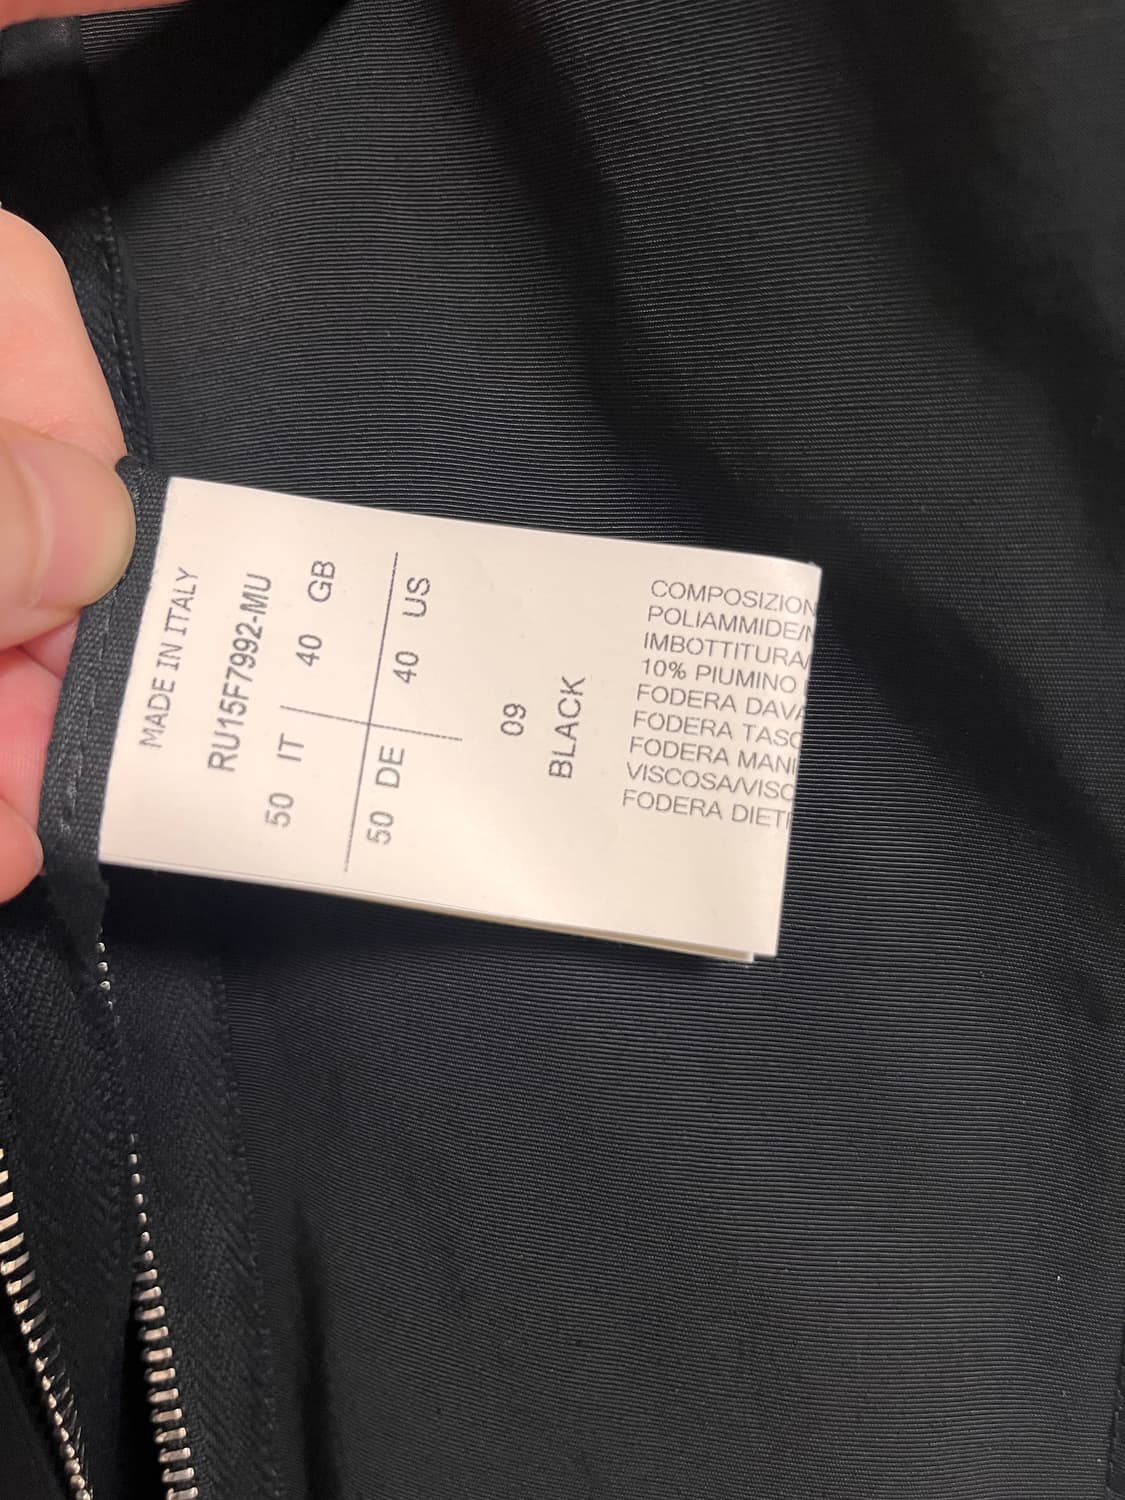 MADE IN ITALY
RU15F7992-MU
50 IT 40 GB
50 DE 40 US
09
BLACK
COMPOSIZION
POLIAMMIDE/
IMBOTTITURA/
10% PIUMINO
FODERA DAVA
FODERA TASC
FODERA MANI
VISCOSA/VISC
FODERA DIET